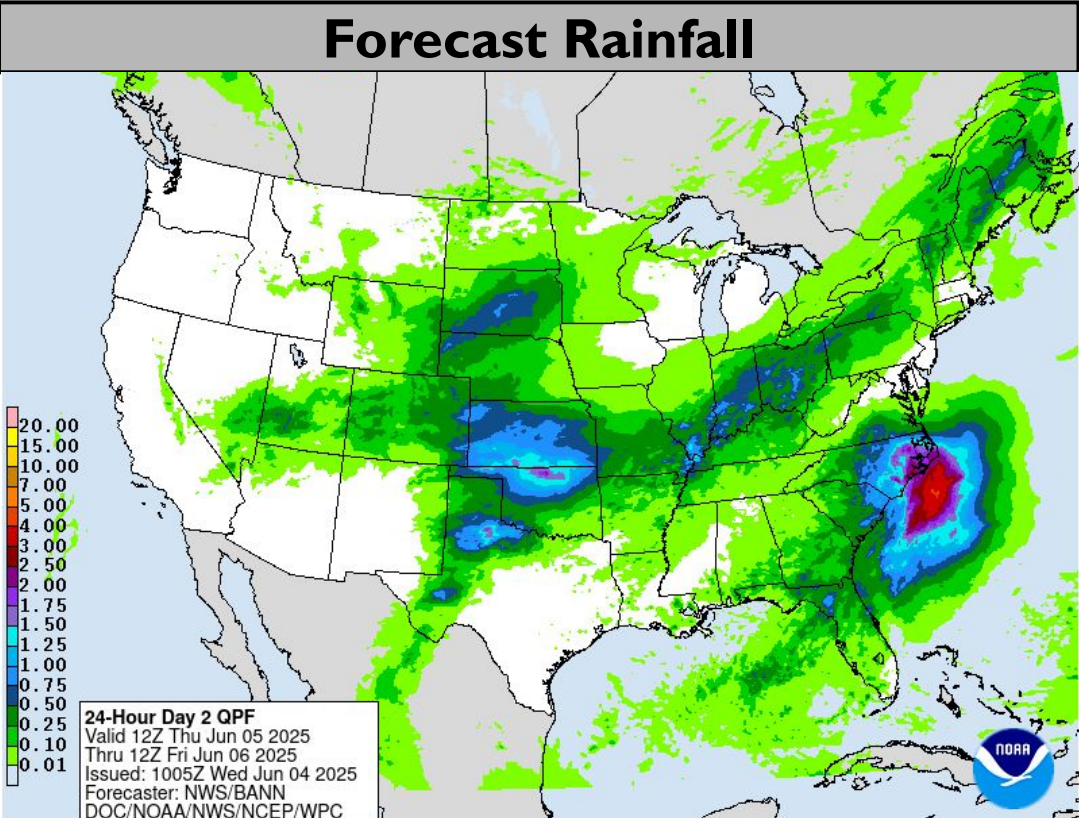 Forecast Rainfall
20.00
15.00
10.00
7.00
5.00
4.00
3.00
2.50
2.00
1.75
1.50
1.25
1.00
0.75
0.50
0.25
0.10
0.01
24-Hour Day 2 QPF
Valid 12Z Thu Jun 05 2025
Thru 12Z Fri Jun 06 2025
Issued: 1005Z Wed Jun 04 2025
Forecaster: NWS/BANN
DOC/NOAA/NWS/NCEP/WPC
NOAA